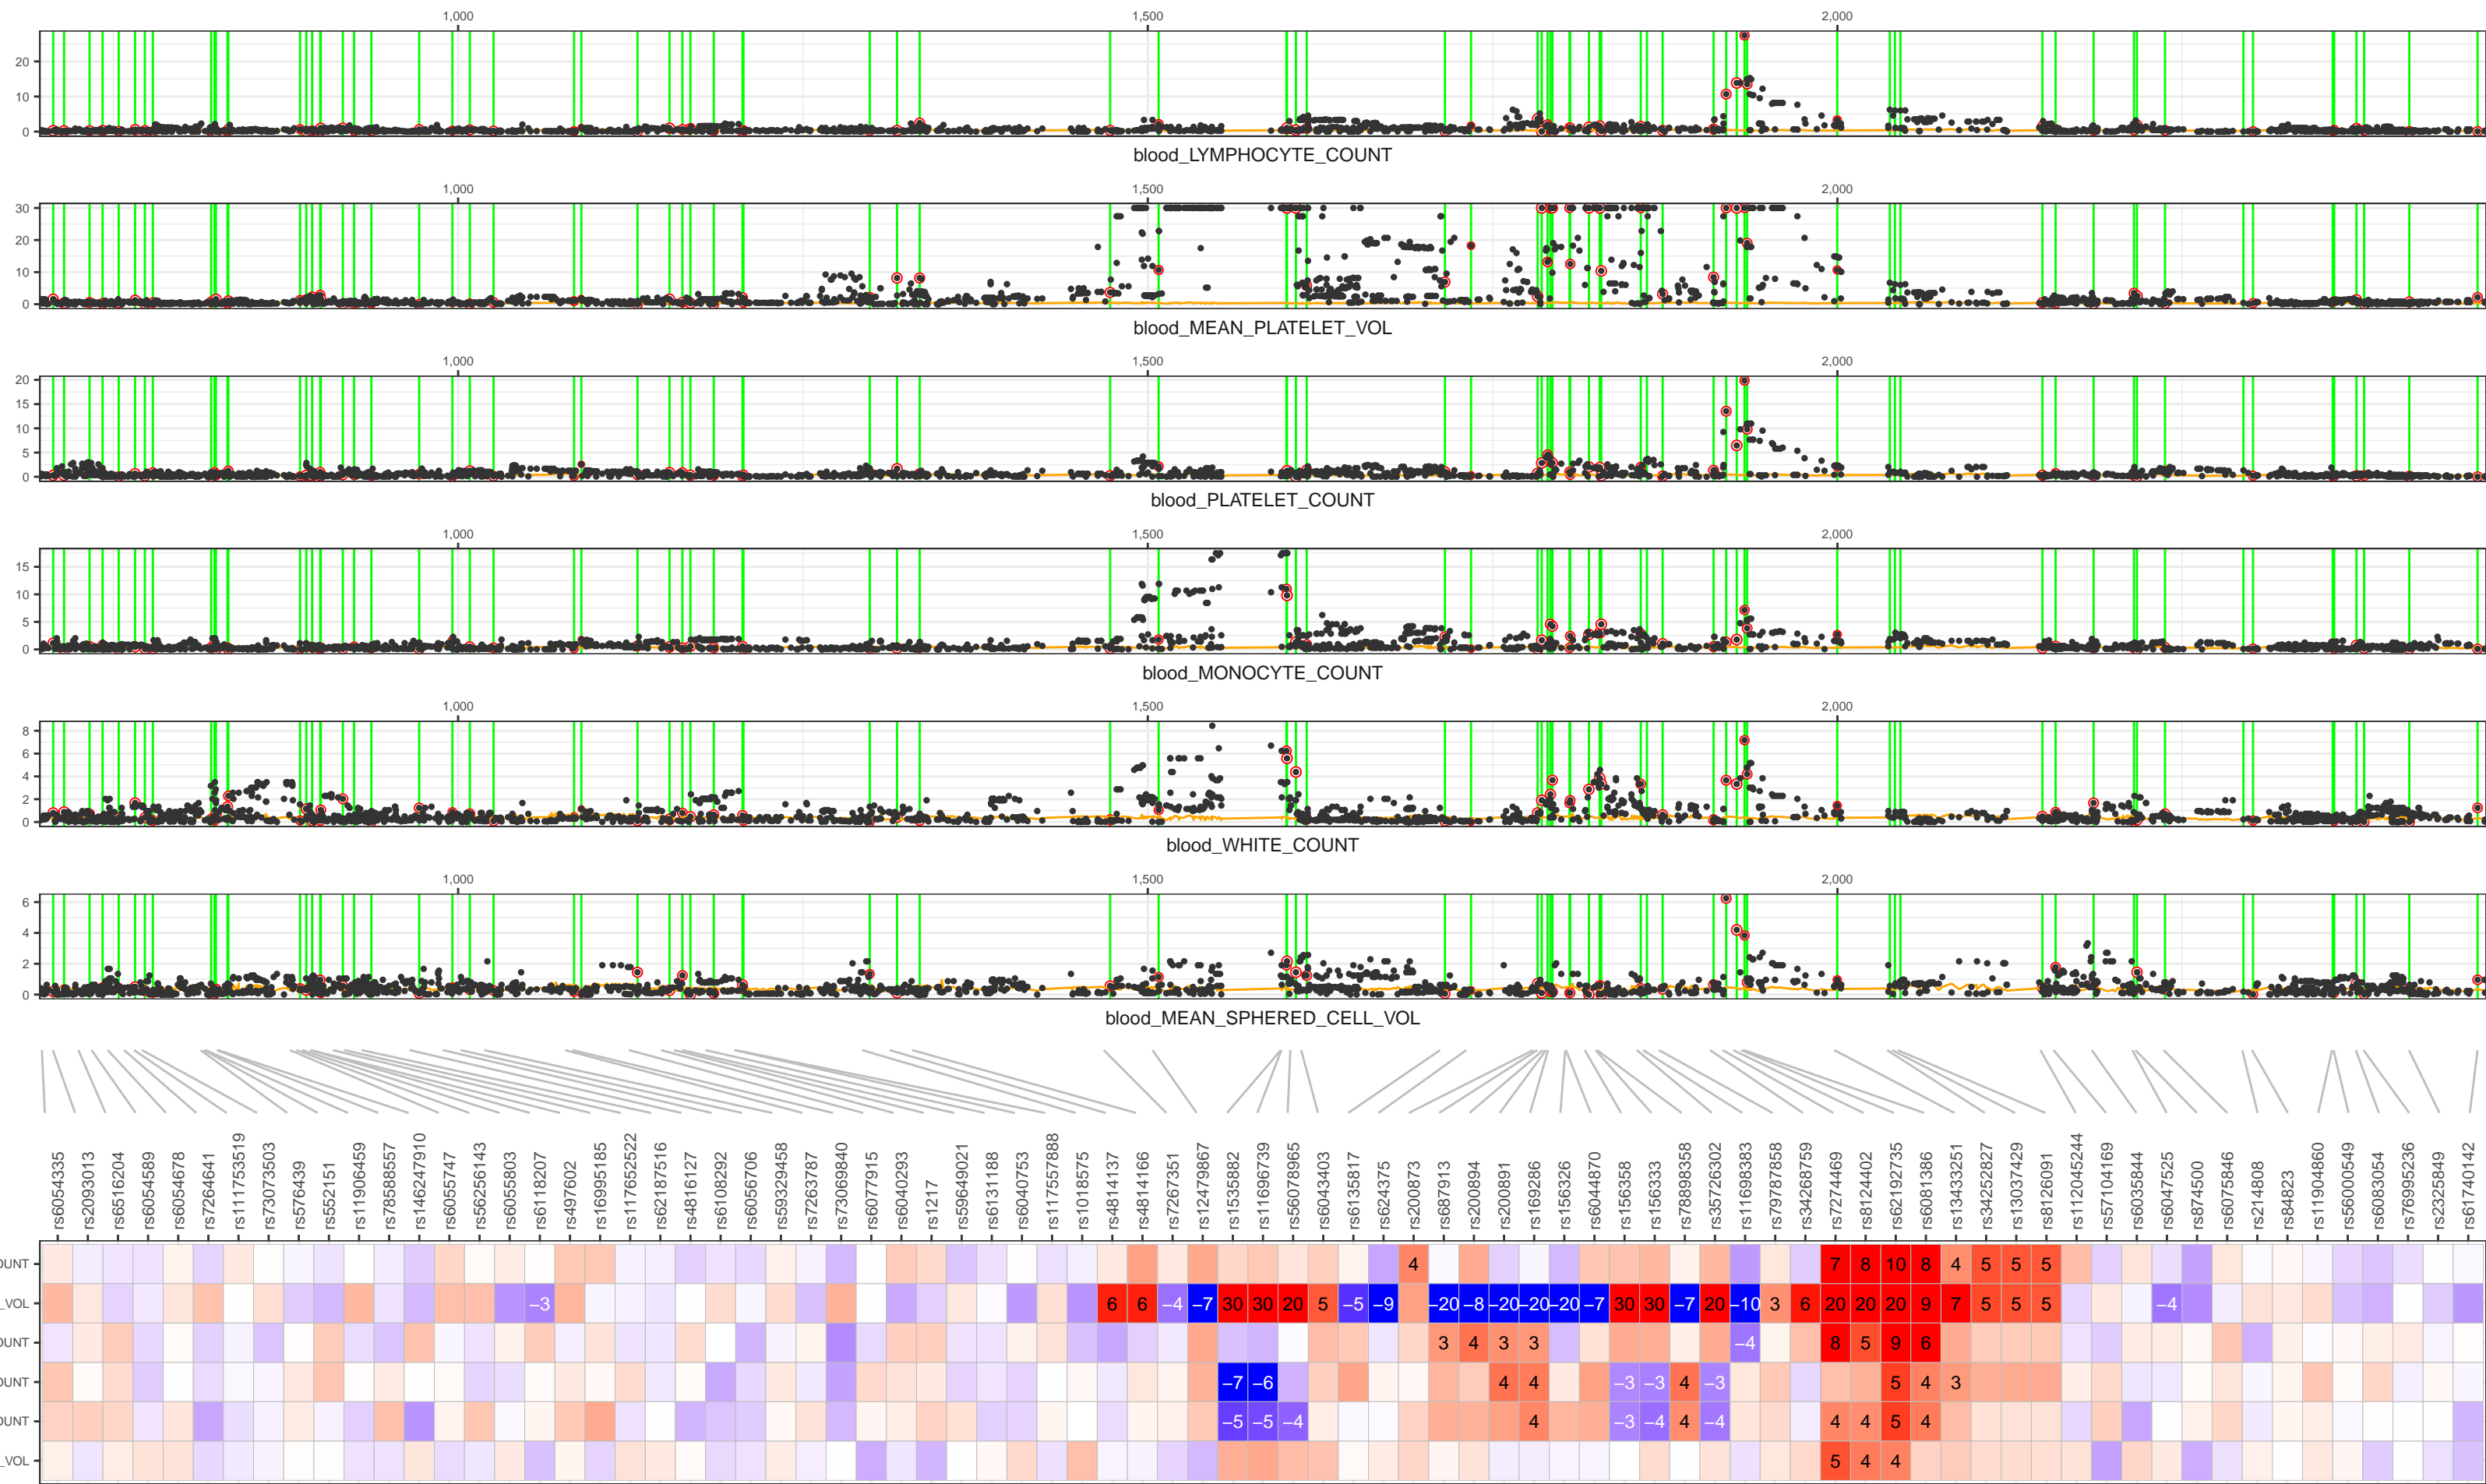 1,000 1,500 2,000
20
10
0
blood_LYMPHOCYTE_COUNT
1,000 1,500 2,000
30
20
10
0
blood_MEAN_PLATELET_VOL
1,000 1,500 2,000
20
15
10
5
0
blood_PLATELET_COUNT
1,000 1,500 2,000
15
10
5
0
blood_MONOCYTE_COUNT
1,000 1,500 2,000
8
6
4
2
0
blood_WHITE_COUNT
1,000 1,500 2,000
6
4
2
0
blood_MEAN_SPHERED_CELL_VOL
rs6054335
rs2093013
rs6516204
rs6054589
rs6054678
rs7264641
rs111753519
rs73073503
rs576439
rs552151
rs11906459
rs78588557
rs146247910
rs6055747
rs56256143
rs6055803
rs6118207
rs497602
rs16995185
rs117652522
rs62187516
rs4816127
rs6108292
rs6056706
rs59329458
rs7263787
rs73069840
rs6077915
rs6040293
rs1217
rs59649021
rs6131188
rs6040753
rs117557888
rs1018575
rs4814137
rs4814166
rs7267351
rs12479867
rs1535882
rs11696739
rs56078965
rs6043403
rs6135817
rs624375
rs200873
rs687913
rs200894
rs200891
rs169286
rs156326
rs6044870
rs156358
rs156333
rs78898358
rs35726302
rs11698383
rs79787858
rs34268759
rs7274469
rs8124402
rs62192735
rs6081386
rs13433251
rs34252827
rs13037429
rs8126091
rs112045244
rs57104169
rs6035844
rs6047525
rs874500
rs6075846
rs214808
rs84823
rs11904860
rs56000549
rs6083054
rs76995236
rs2325849
rs61740142
OUNT 4 7 8 10 8 4 5 5 5
_VOL −3 6 6 −4 −7 30 30 20 5 −5 −9 −20 −8 −20 −20 −20 −7 30 30 −7 20 −10 3 6 20 20 20 9 7 5 5 5 −4
OUNT 3 4 3 3 −4 8 5 9 6
OUNT −7 −6 4 4 −3 −3 4 −3 5 4 3
OUNT −5 −5 −4 4 −3 −4 4 −4 4 4 5 4
_VOL 5 4 4